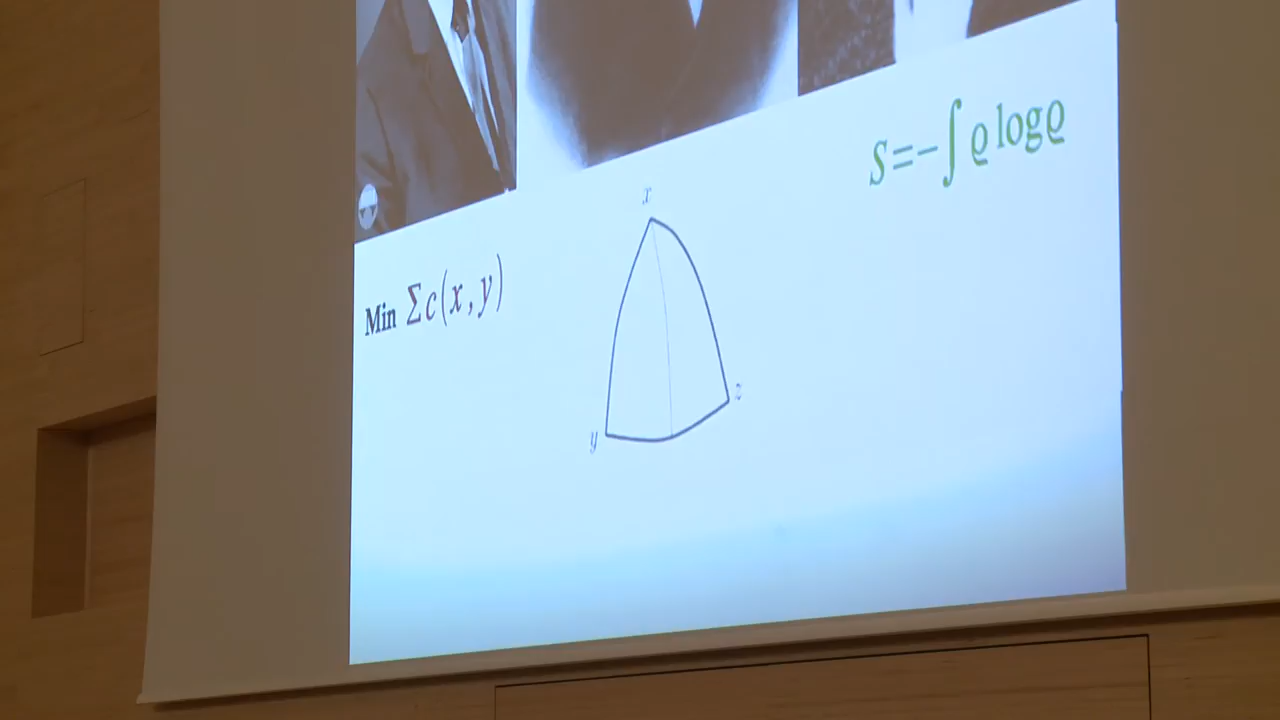 S=-∫ϱ logϱ
x
Min Σc(x,y)
z
y